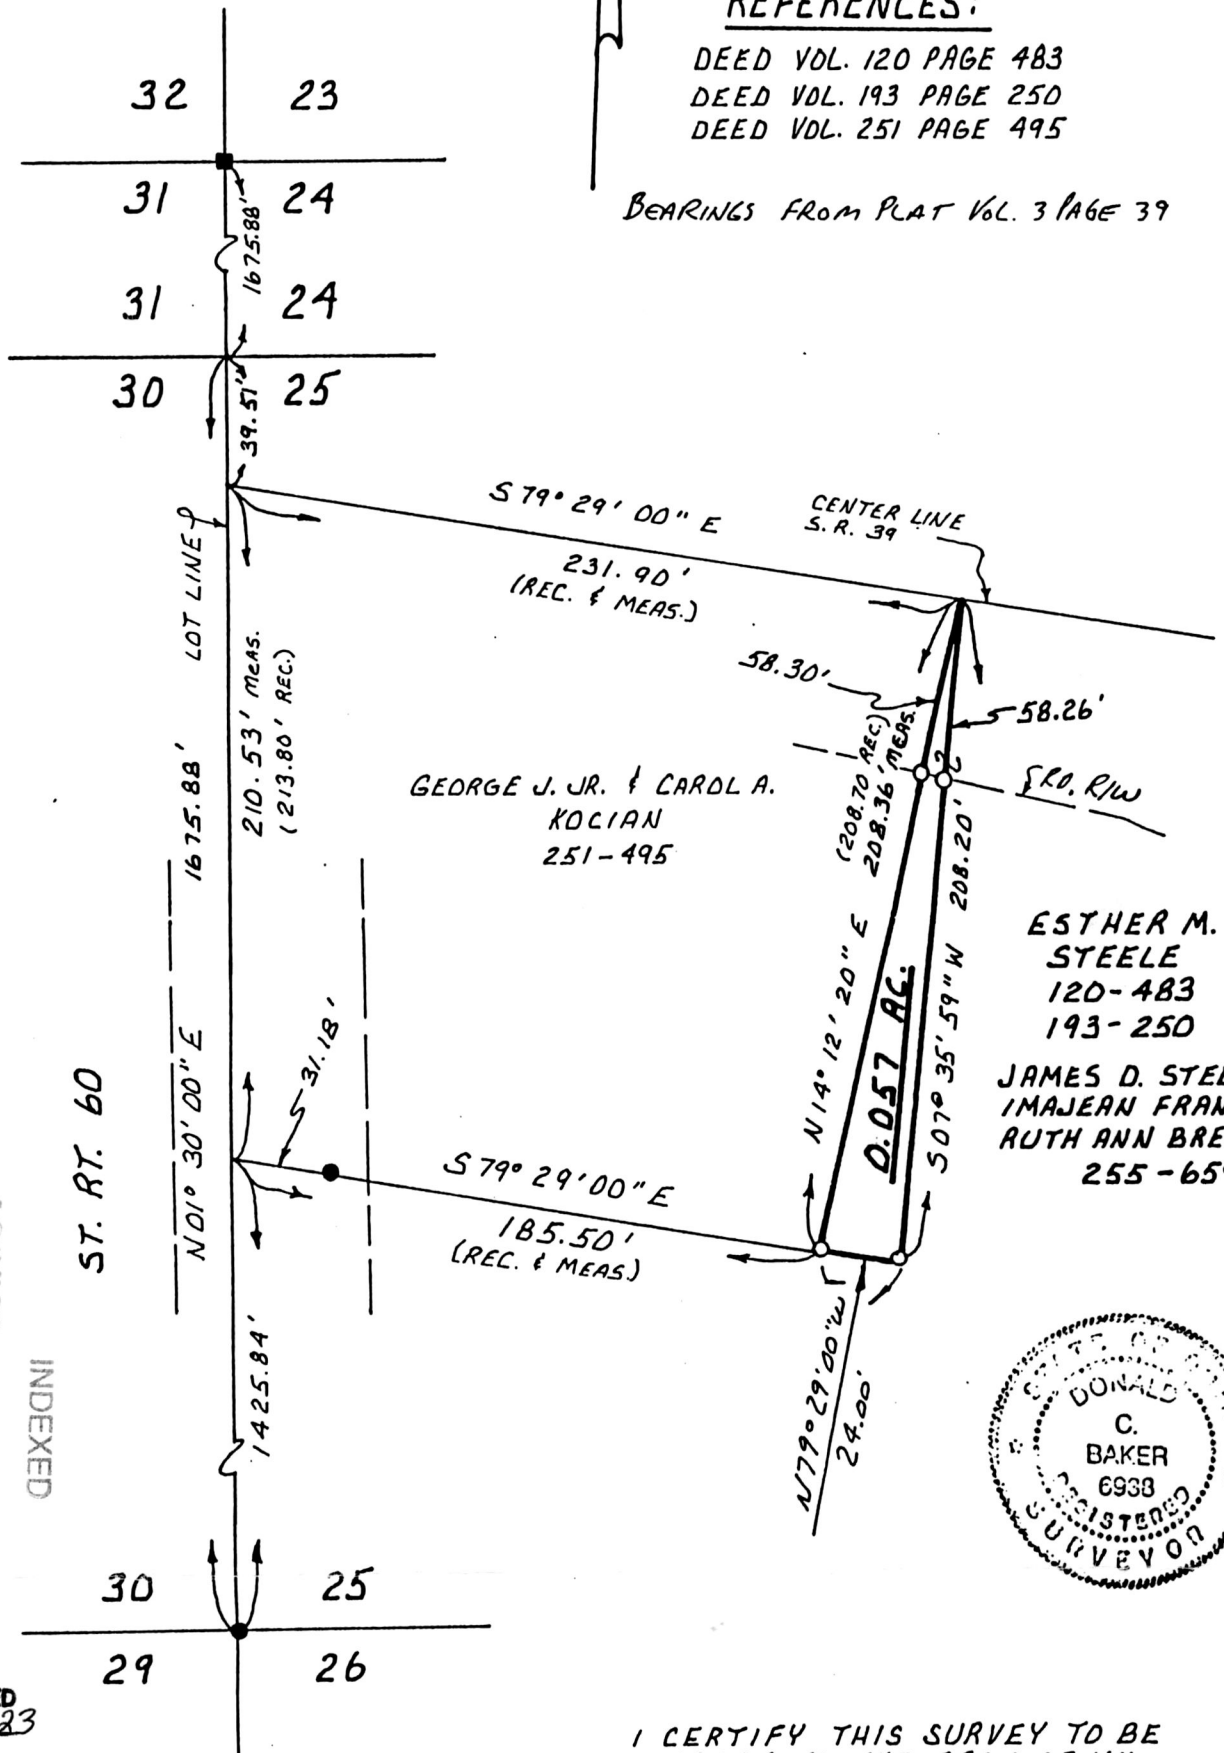 REFERENCES:
DEED VOL. 120 PAGE 483
DEED VOL. 193 PAGE 250
DEED VOL. 251 PAGE 495
BEARINGS FROM PLAT VOL. 3 PAGE 39
32 23
31 24
1675.88'
31 24
30 25
39.51'
S 79° 29' 00" E
231.90'
(REC. & MEAS.)
CENTER LINE
S.R. 39
LOT LINE
210.53' MEAS.
(213.80' REC.)
1675.88'
58.30'
58.26'
(208.70 REC.)
208.36' MEAS.
RD. R/W
GEORGE J. JR. & CAROL A.
KOCIAN
251-495
N 14° 12' 20" E
0.057 AC.
S 07° 35' 59" W 208.20'
ESTHER M.
STEELE
120-483
193-250
JAMES D.
IMAJEAN
RUTH ANN
ST. RT. 60
N 01° 30' 00" E
31.18'
S 79° 29' 00" E
185.50'
(REC. & MEAS.)
N 79° 29' 00" W
24.00'
1425.84'
INDEXED
STATE OF
DONALD
C.
BAKER
6938
REGISTERED
SURVEYOR
30 25
29 26
I CERTIFY THIS SURVEY TO BE